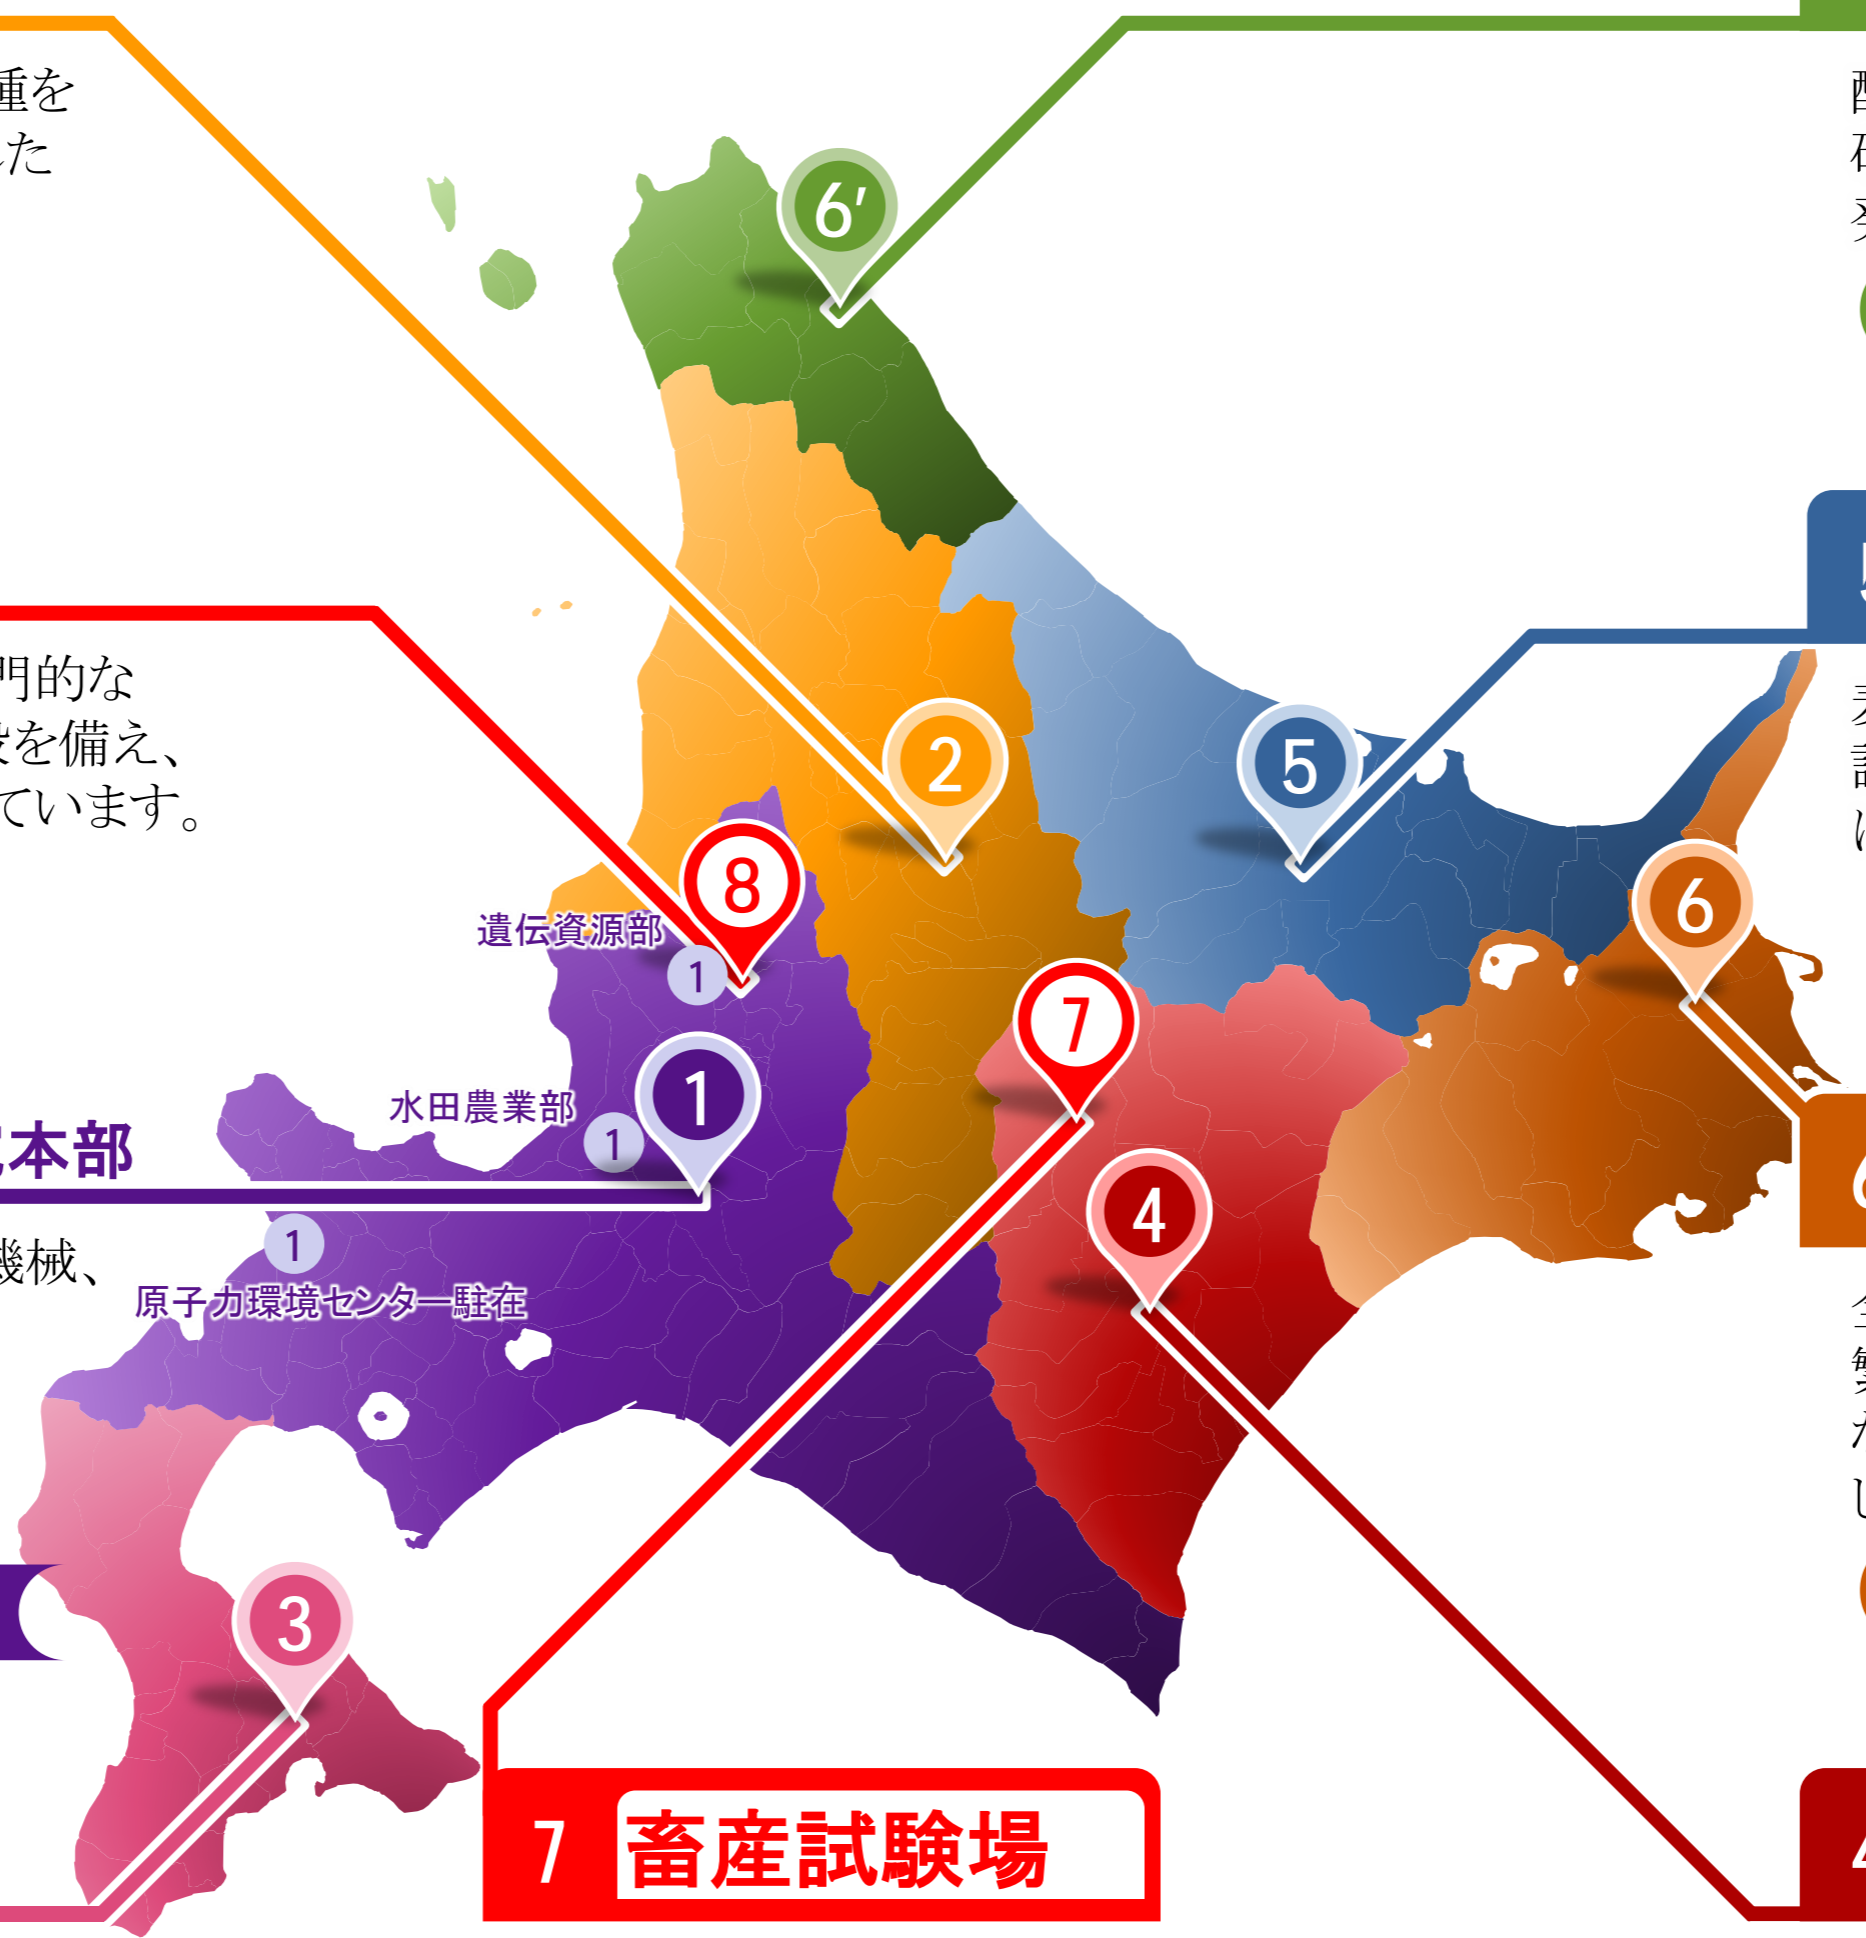 種を
した
6′
門的な
を備え、
ています。
2
5
8
遺伝資源部
1
6
7
水田農業部
1
1
本部
4
1
機械、
原子力環境センター駐在
3
7 畜産試験場